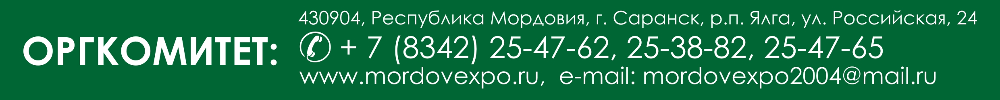 430904, Республика Мордовия, г. Саранск, р.п. Ялга, ул. Российская, 24
ОРГКОМИТЕТ: + 7 (8342) 25-47-62, 25-38-82, 25-47-65
www.mordovexpo.ru, e-mail: mordovexpo2004@mail.ru